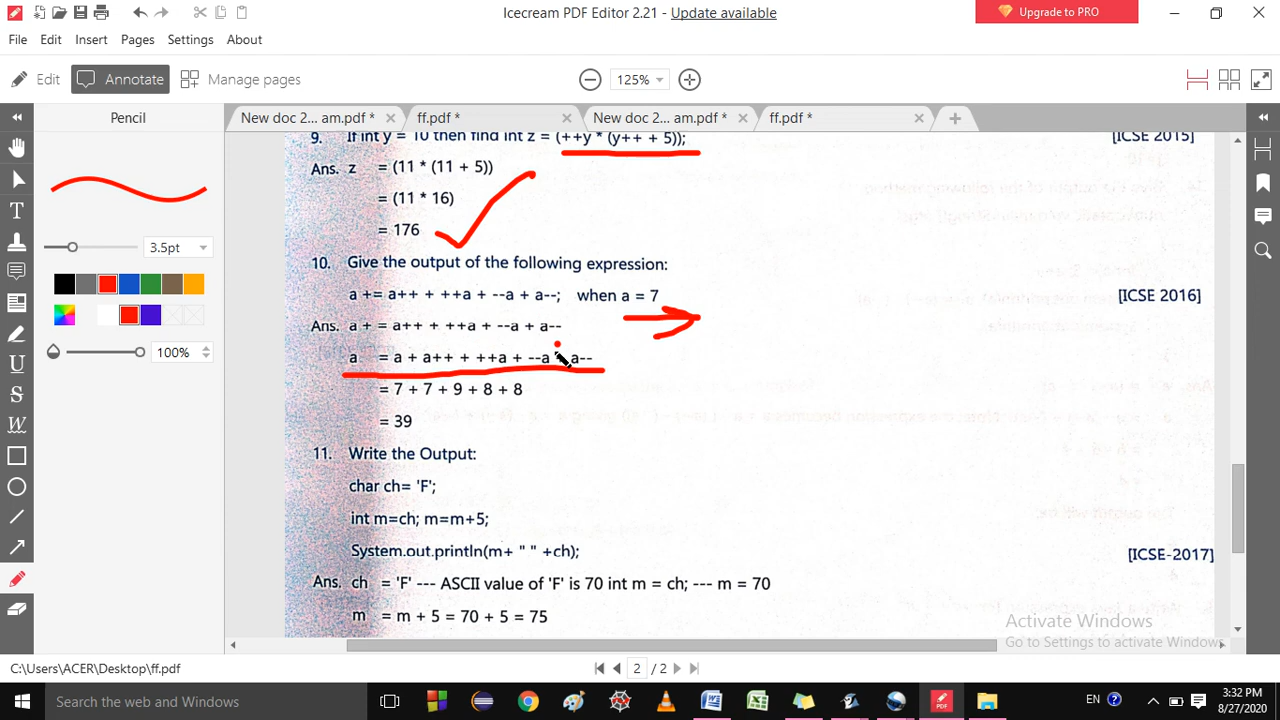 Icecream PDF Editor 2.21 - Update available
Upgrade to PRO
File Edit Insert Pages Settings About
Edit Annotate Manage pages
125%
Pencil
New doc 2... am.pdf * ff.pdf * New doc 2... am.pdf * ff.pdf *
9. If int y = 10 then find int z = (++y * (y++ + 5)); [ICSE 2015]
Ans. z = (11 * (11 + 5))
= (11 * 16)
3.5pt
= 176
10. Give the output of the following expression:
a += a++ + ++a + --a + a--; when a = 7 [ICSE 2016]
Ans. a + = a++ + ++a + --a + a--
100%
a = a + a++ + ++a + --a + a--
= 7 + 7 + 9 + 8 + 8
= 39
11. Write the Output:
char ch= 'F';
int m=ch; m=m+5;
System.out.println(m+ " " +ch); [ICSE-2017]
Ans. ch = 'F' --- ASCII value of 'F' is 70 int m = ch; --- m = 70
m = m + 5 = 70 + 5 = 75
Activate Windows
Go to Settings to activate Windows.
C:\Users\ACER\Desktop\ff.pdf
2 / 2
Search the web and Windows
EN
3:32 PM
8/27/2020